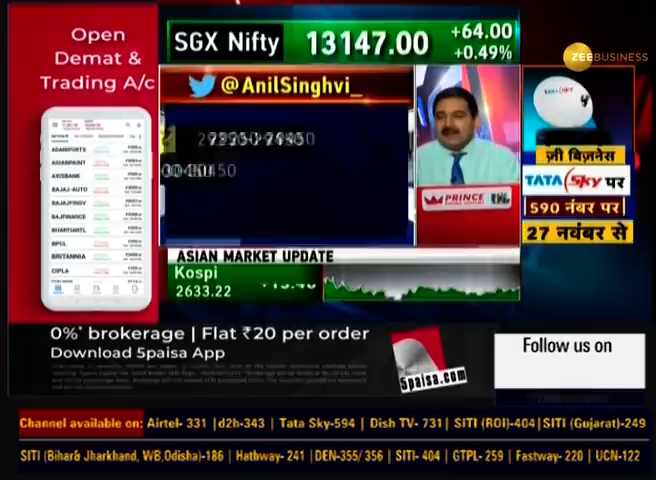 Open
Demat &
Trading A/c
SGX Nifty 13147.00 +64.00
+0.49%
ZEEBUSINESS
@AnilSinghvi_
ADANIPORTS
ASIANPAINT
AXISBANK
BAJAJ-AUTO
BAJAJFINSV
BAJFINANCE
BHARTIARTL
BPCL
BRITANNIA
CIPLA
PRINCE
TATA Sky
ज़ी बिज़नेस
TATA Sky पर
590 नंबर पर
27 नवंबर से
ASIAN MARKET UPDATE
Kospi
2633.22
0%* brokerage | Flat ₹20 per order
Download 5paisa App
5paisa.com
Follow us on
Channel available on: Airtel- 331 | d2h-343 | Tata Sky-594 | Dish TV- 731 | SITI (ROI)-404 | SITI (Gujarat)-249
SITI (Bihar& Jharkhand, WB,Odisha)-186 | Hathway- 241 | DEN-355/ 356 | SITI- 404 | GTPL- 259 | Fastway- 220 | UCN-122